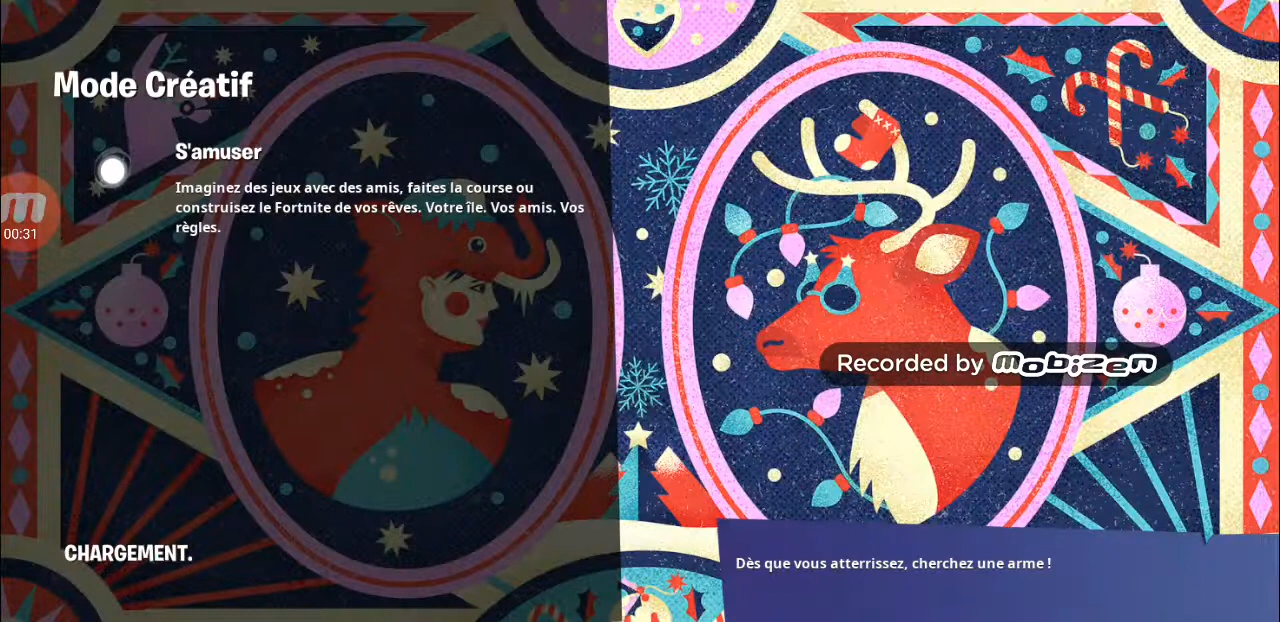 Mode Créatif
S'amuser
Imaginez des jeux avec des amis, faites la course ou
construisez le Fortnite de vos rêves. Votre île. Vos amis. Vos
règles.
m
00:31
Recorded by mobizen
CHARGEMENT.
Dès que vous atterrissez, cherchez une arme !